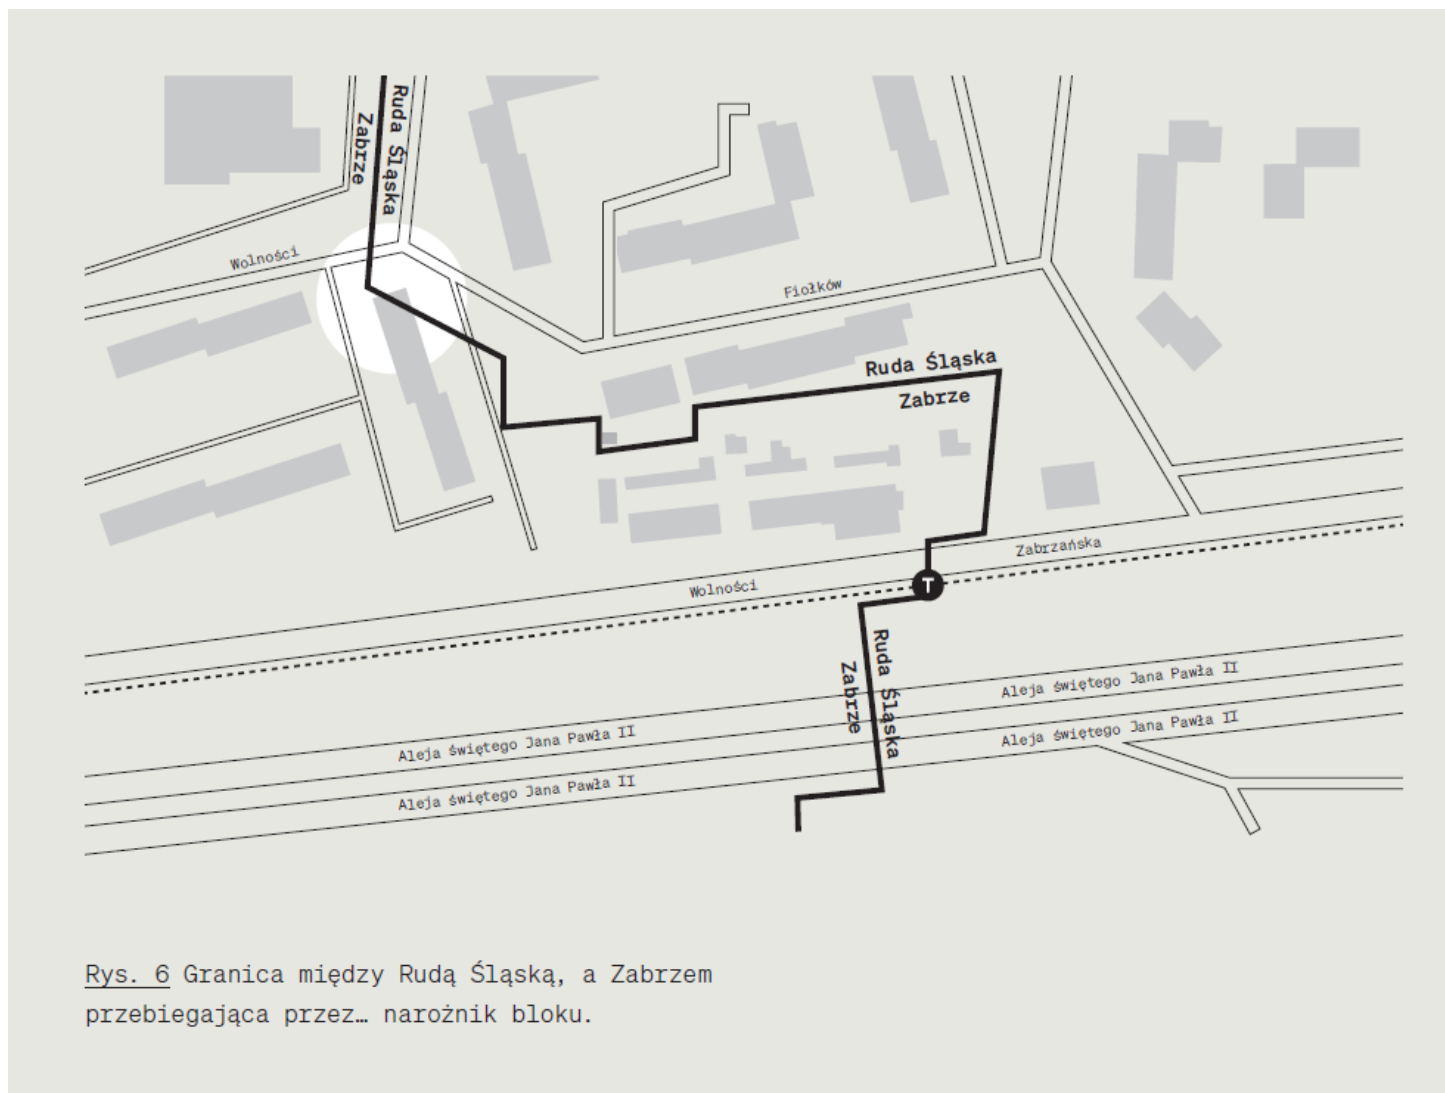 Ruda Śląska
Zabrze
Wolności
Fiołków
Ruda Śląska
Zabrze
Zabrzańska
Wolności
T
Ruda Śląska
Zabrze
Aleja świętego Jana Pawła II
Aleja świętego Jana Pawła II
Aleja świętego Jana Pawła II
Aleja świętego Jana Pawła II
Rys. 6 Granica między Rudą Śląską, a Zabrzem
przebiegająca przez… narożnik bloku.